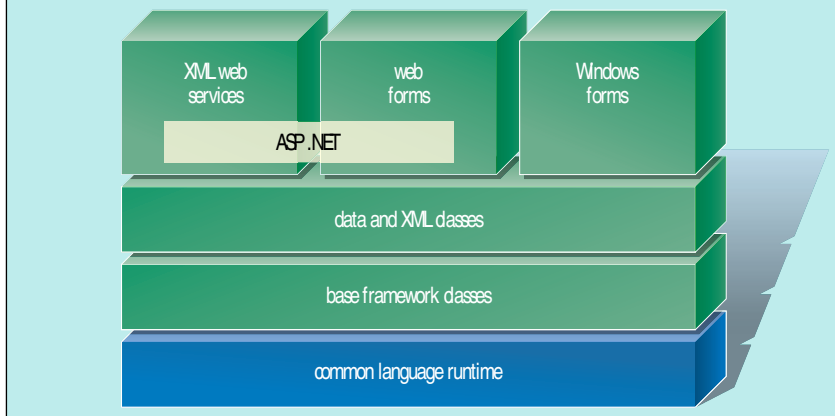 XML web
services
web
forms
Windows
forms
ASP .NET
data and XML classes
base framework classes
common language runtime